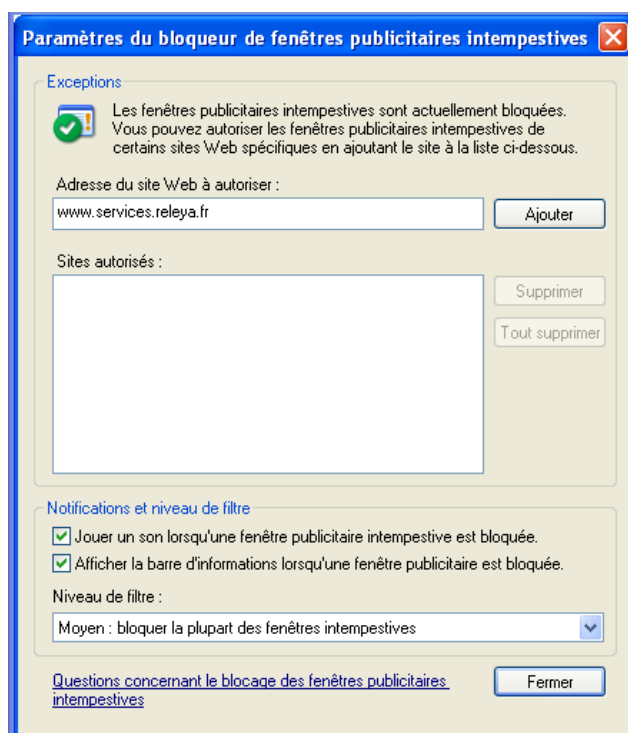 Paramètres du bloqueur de fenêtres publicitaires intempestives
Exceptions
Les fenêtres publicitaires intempestives sont actuellement bloquées.
Vous pouvez autoriser les fenêtres publicitaires intempestives de
certains sites Web spécifiques en ajoutant le site à la liste ci-dessous.
Adresse du site Web à autoriser :
www.services.releya.fr
Ajouter
Sites autorisés :
Supprimer
Tout supprimer
Notifications et niveau de filtre
Jouer un son lorsqu'une fenêtre publicitaire intempestive est bloquée.
Afficher la barre d'informations lorsqu'une fenêtre publicitaire est bloquée.
Niveau de filtre :
Moyen : bloquer la plupart des fenêtres intempestives
Questions concernant le blocage des fenêtres publicitaires
intempestives
Fermer